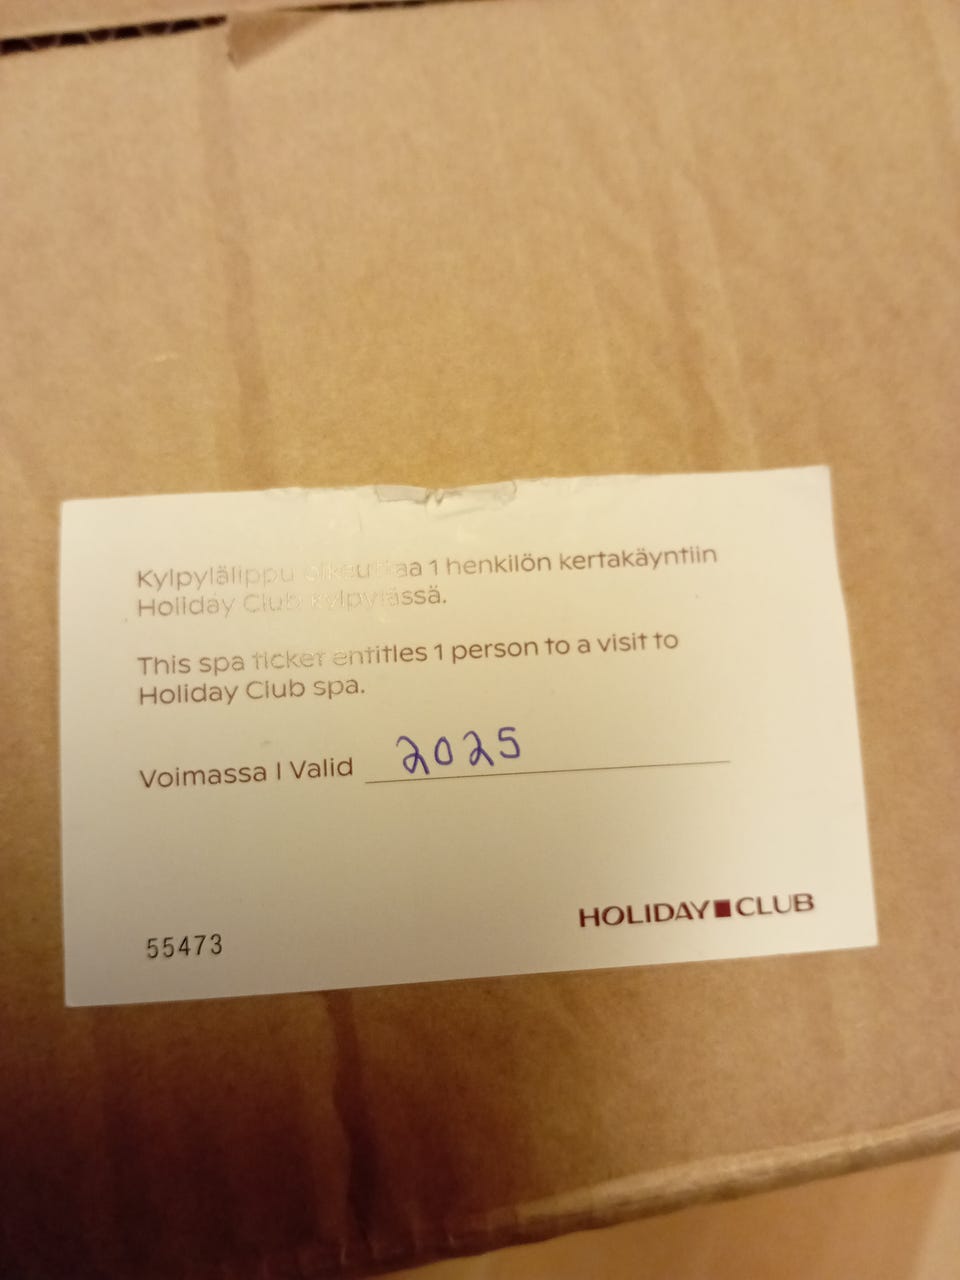 Kylpylälippu oikeuttaa 1 henkilön kertakäyntiin
Holiday Club kylpylässä.
This spa ticket entitles 1 person to a visit to
Holiday Club spa.
Voimassa I Valid 2025
HOLIDAY CLUB
55473